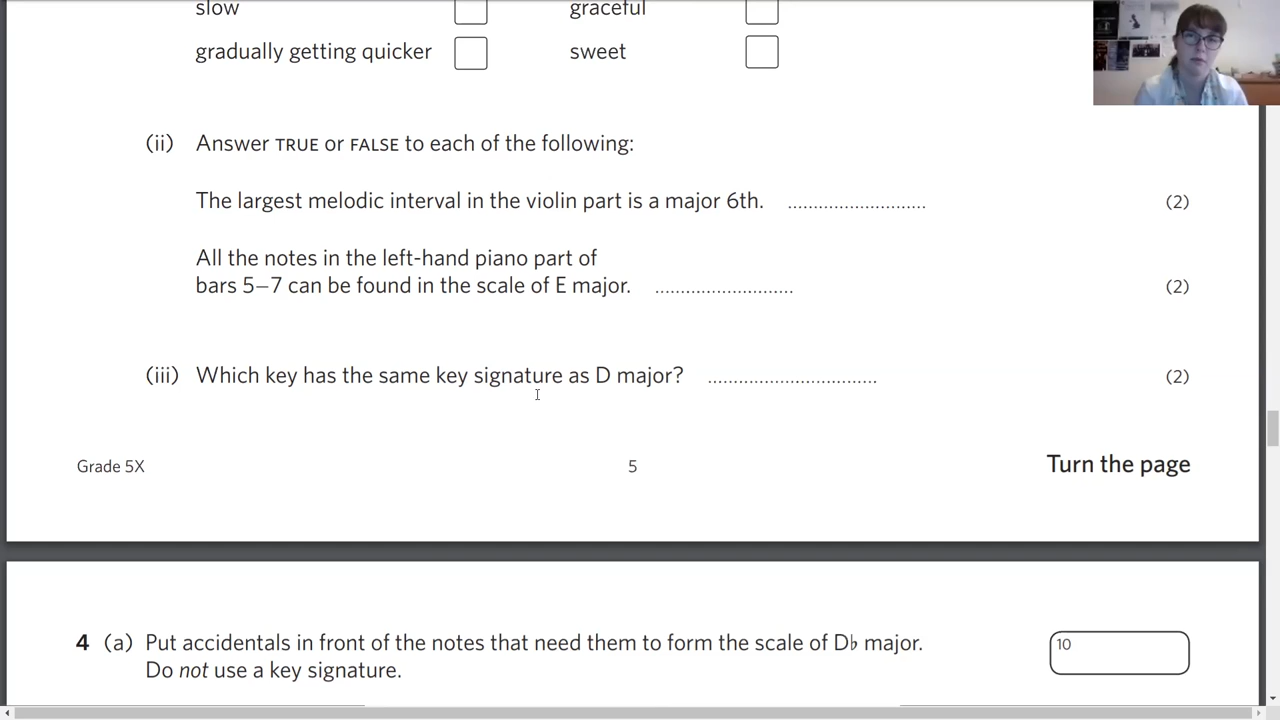 slow graceful
gradually getting quicker sweet
(ii) Answer TRUE or FALSE to each of the following:
The largest melodic interval in the violin part is a major 6th. ........................... (2)
All the notes in the left-hand piano part of
bars 5–7 can be found in the scale of E major. ........................... (2)
(iii) Which key has the same key signature as D major? ................................. (2)
Grade 5X 5 Turn the page
4 (a) Put accidentals in front of the notes that need them to form the scale of D♭ major. 10
Do not use a key signature.